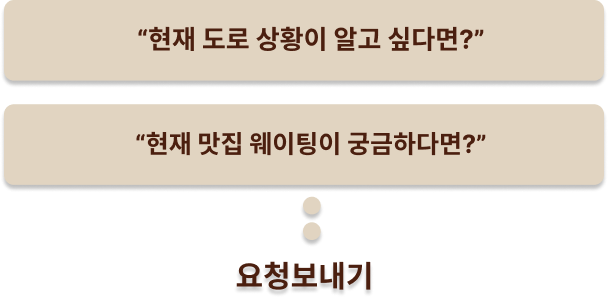 “현재 도로 상황이 알고 싶다면?”
“현재 맛집 웨이팅이 궁금하다면?”
요청보내기